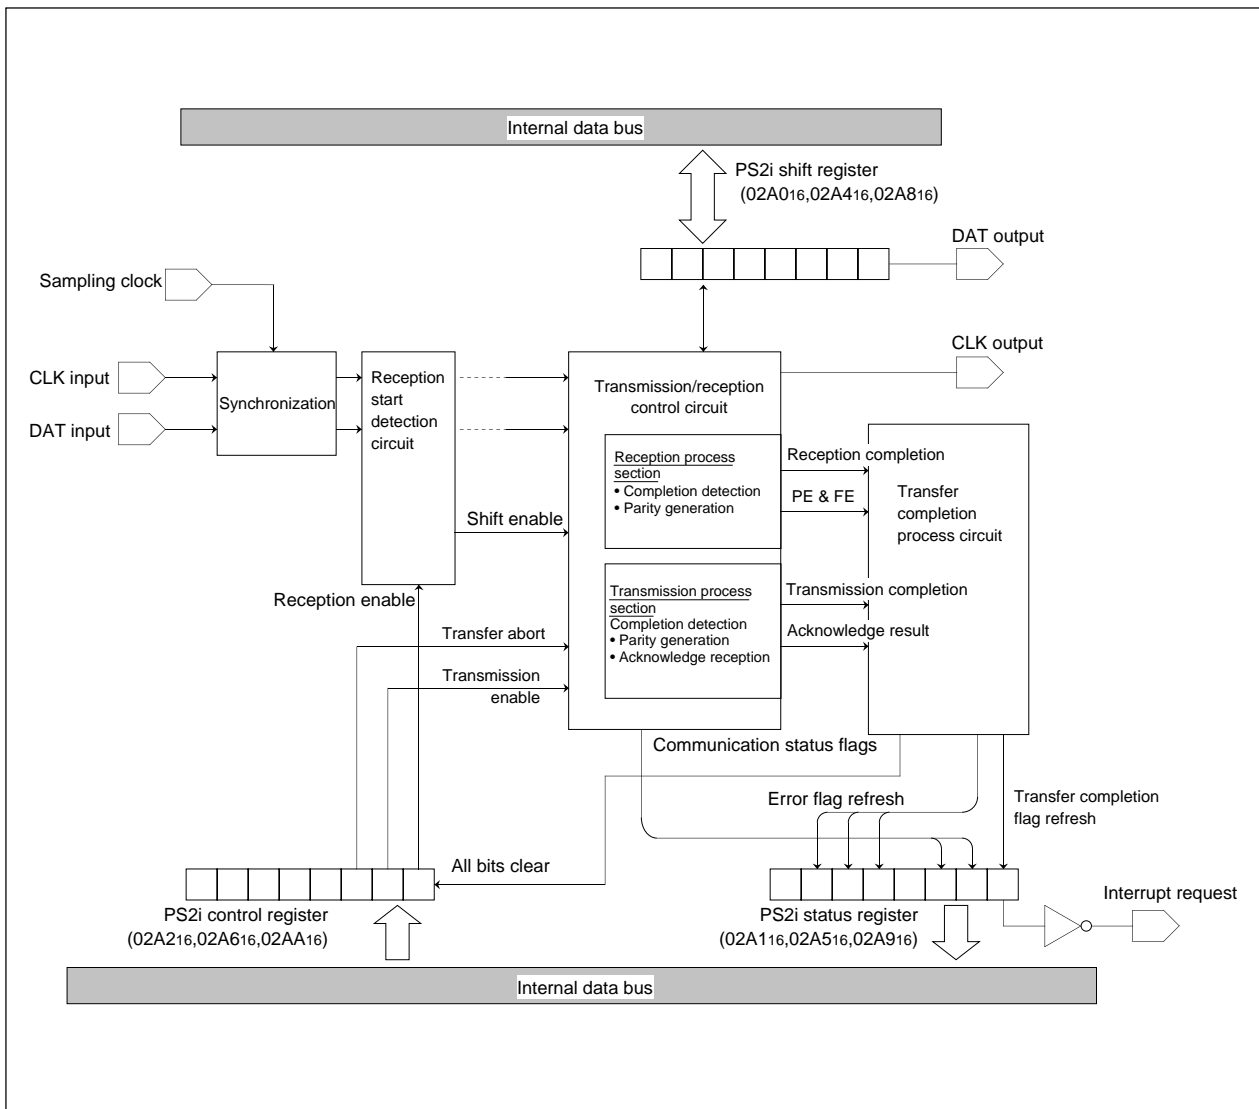 Internal data bus
PS2i shift register
(02A016,02A416,02A816)
DAT output
Sampling clock
CLK output
CLK input
DAT input
Synchronization
Reception
start
detection
circuit
Transmission/reception
control circuit
Reception process
section
• Completion detection
• Parity generation
Reception completion
PE & FE
Transfer
completion
process circuit
Shift enable
Reception enable
Transmission process
section
Completion detection
• Parity generation
• Acknowledge reception
Transmission completion
Acknowledge result
Transfer abort
Transmission
enable
Communication status flags
Error flag refresh
Transfer completion
flag refresh
All bits clear
PS2i control register
(02A216,02A616,02AA16)
PS2i status register
(02A116,02A516,02A916)
Interrupt request
Internal data bus